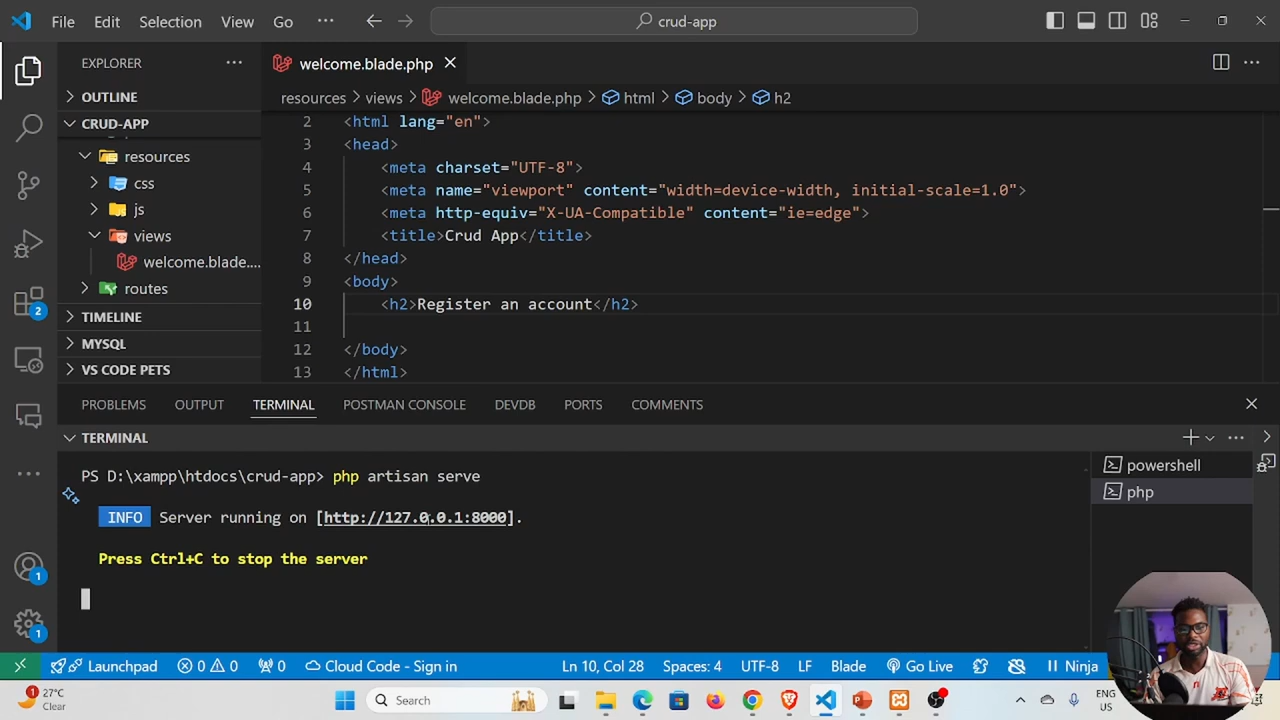 File Edit Selection View Go ··· crud-app
EXPLORER ···
OUTLINE
CRUD-APP
resources
css
js
views
welcome.blade....
routes
TIMELINE
MYSQL
VS CODE PETS
2
1
1
welcome.blade.php
resources > views > welcome.blade.php > html > body > h2
2 <html lang="en">
3 <head>
4 <meta charset="UTF-8">
5 <meta name="viewport" content="width=device-width, initial-scale=1.0">
6 <meta http-equiv="X-UA-Compatible" content="ie=edge">
7 <title>Crud App</title>
8 </head>
9 <body>
10 <h2>Register an account</h2>
11
12 </body>
13 </html>
PROBLEMS OUTPUT TERMINAL POSTMAN CONSOLE DEVDB PORTS COMMENTS
TERMINAL
PS D:\xampp\htdocs\crud-app> php artisan serve
INFO Server running on [http://127.0.0.1:8000].
Press Ctrl+C to stop the server
powershell
php
Launchpad 0 0 0 Cloud Code - Sign in Ln 10, Col 28 Spaces: 4 UTF-8 LF Blade Go Live Ninja
1 27°C
Clear
Search
ENG
US